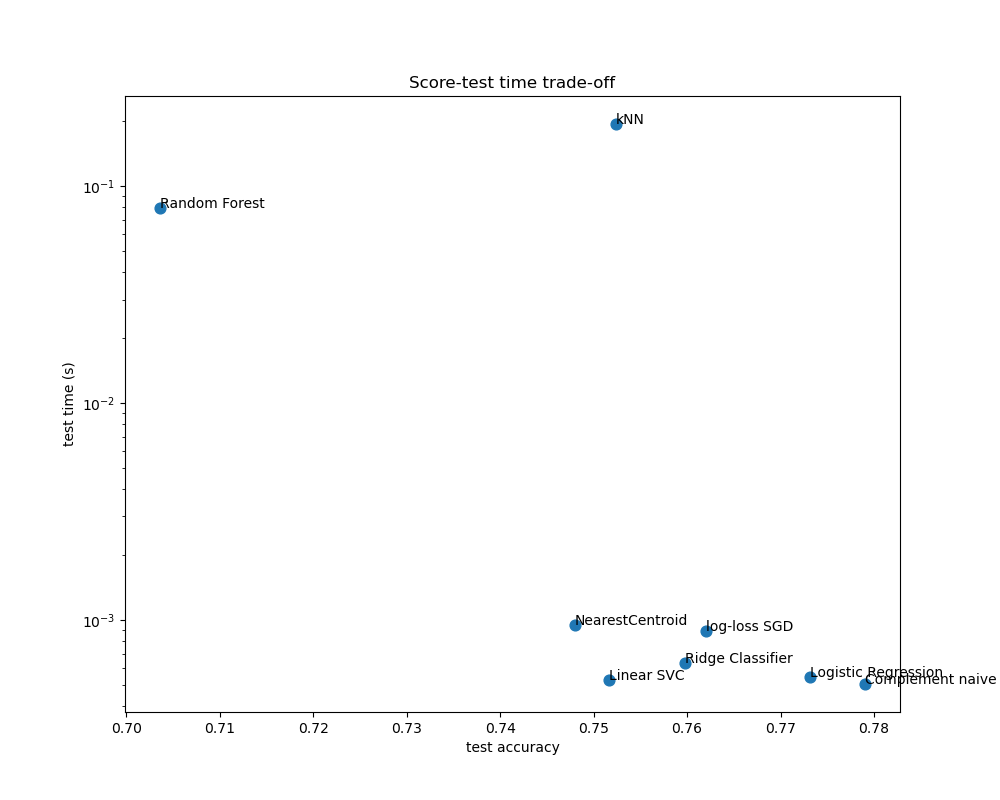 Score-test time trade-off
kNN
10⁻¹
Random Forest
10⁻²
test time (s)
10⁻³
NearestCentroid
log-loss SGD
Ridge Classifier
Linear SVC
Logistic Regression
Complement naive
0.70 0.71 0.72 0.73 0.74 0.75 0.76 0.77 0.78
test accuracy